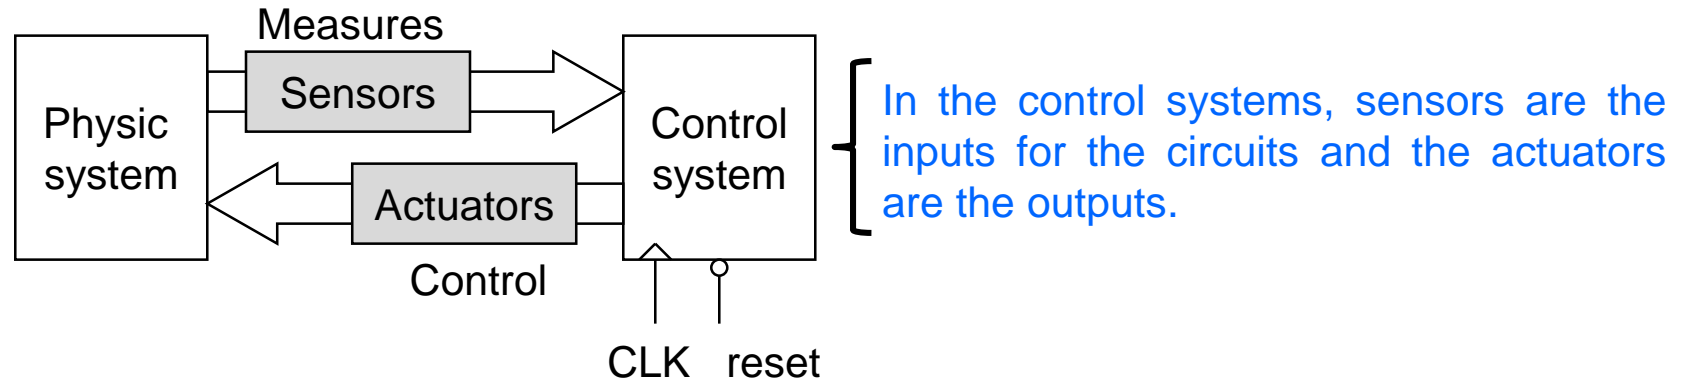 Measures
Sensors
Physic
system
Control
system
Actuators
Control
CLK
reset
In the control systems, sensors are the
inputs for the circuits and the actuators
are the outputs.